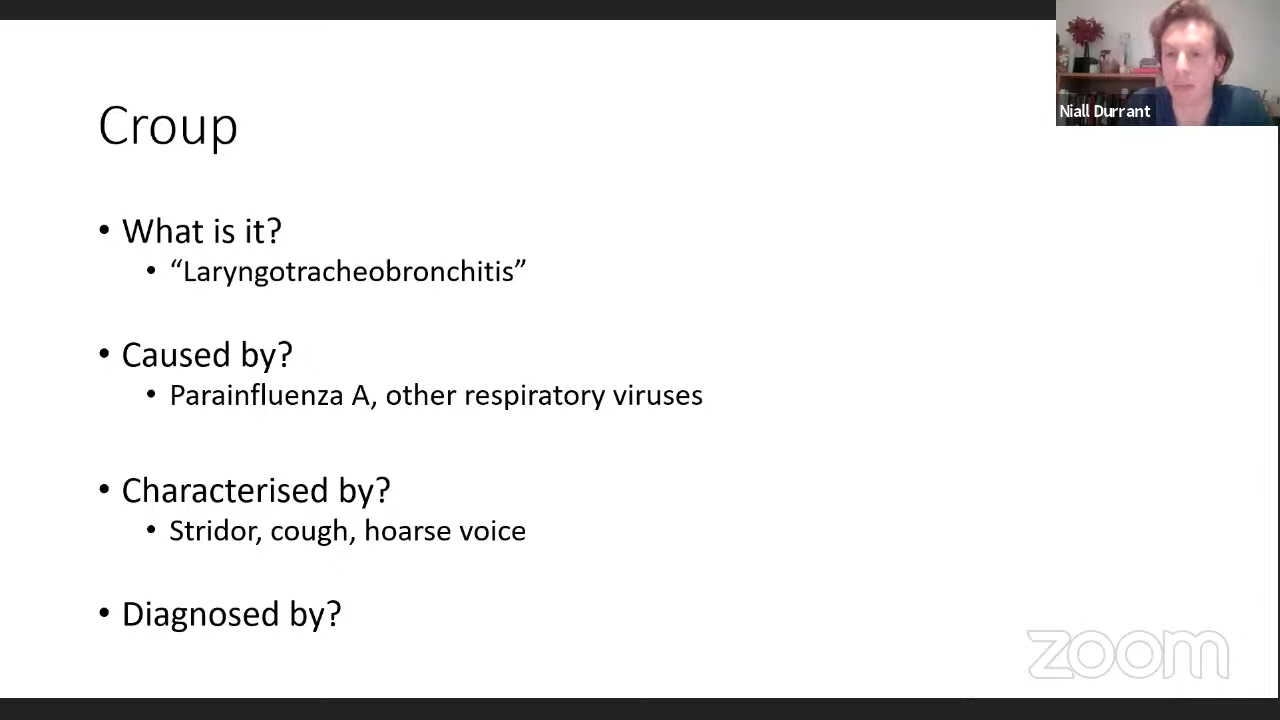 Niall Durrant
Croup
• What is it?
• “Laryngotracheobronchitis”
• Caused by?
• Parainfluenza A, other respiratory viruses
• Characterised by?
• Stridor, cough, hoarse voice
• Diagnosed by?
zoom